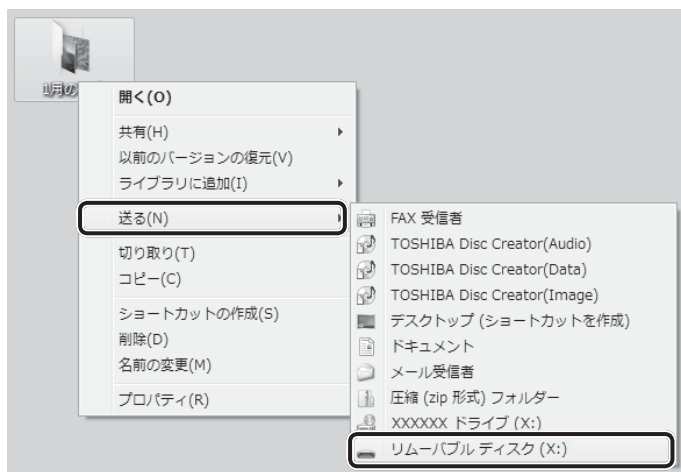 1月の
開く(O)
共有(H)
以前のバージョンの復元(V)
ライブラリに追加(I)
送る(N)
切り取り(T)
コピー(C)
ショートカットの作成(S)
削除(D)
名前の変更(M)
プロパティ(R)
FAX 受信者
TOSHIBA Disc Creator(Audio)
TOSHIBA Disc Creator(Data)
TOSHIBA Disc Creator(Image)
デスクトップ (ショートカットを作成)
ドキュメント
メール受信者
圧縮 (zip 形式) フォルダー
XXXXXX ドライブ (X:)
リムーバブル ディスク (X:)